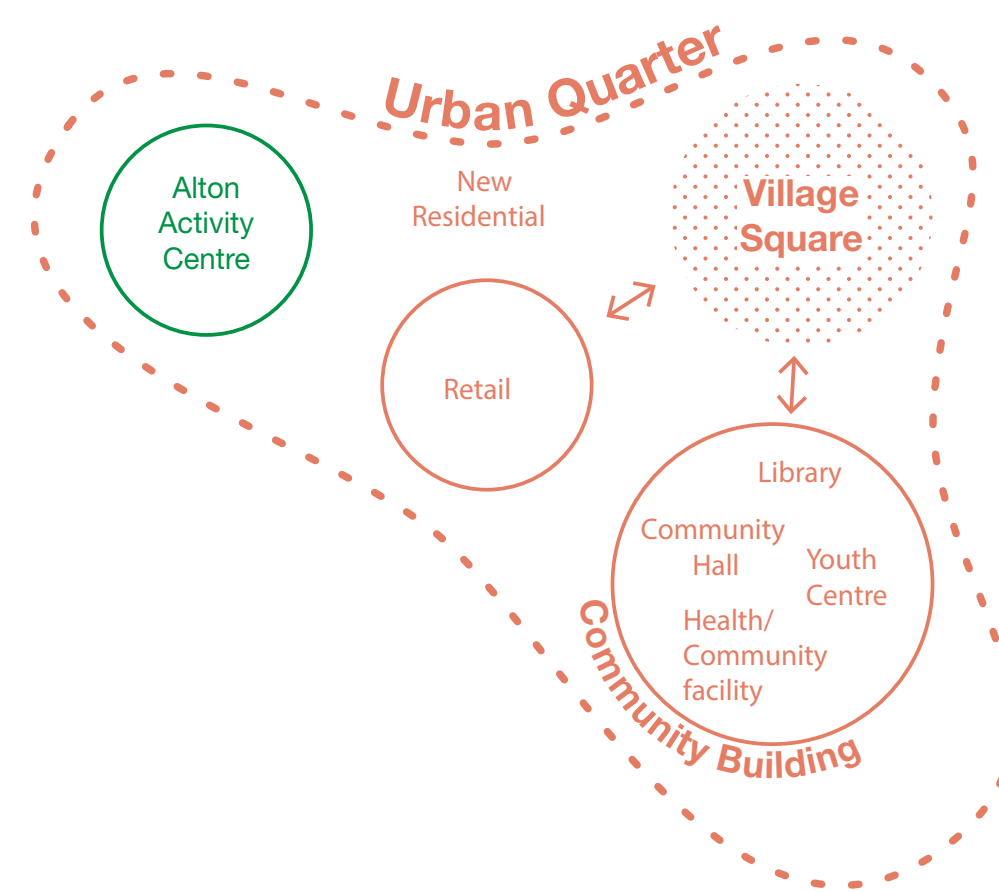 Urban Quarter
Alton
Activity
Centre
New
Residential
Village
Square
Retail
Library
Community
Hall
Youth
Centre
Health/
Community
facility
Community Building